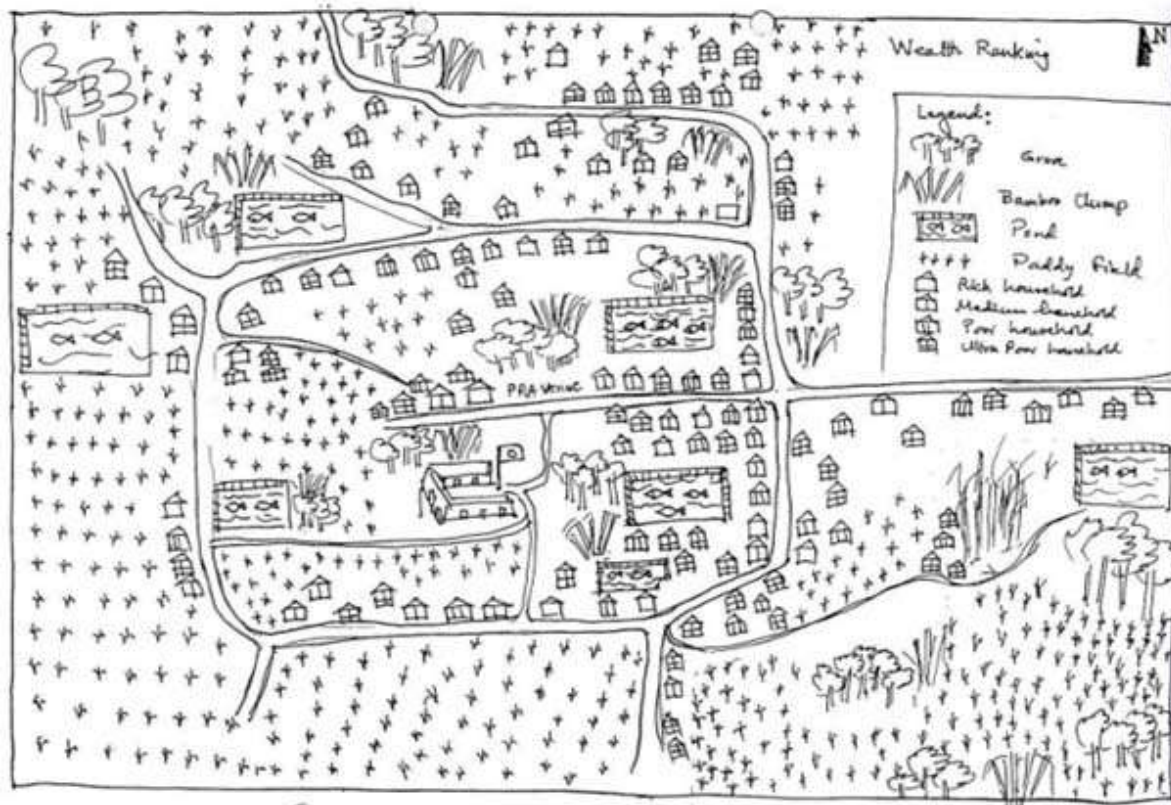 Wealth Ranking
N
Legend:
Grove
Bamboo Clump
Pond
Paddy Field
Rich household
Medium household
Poor household
Ultra Poor household
PRA Venue